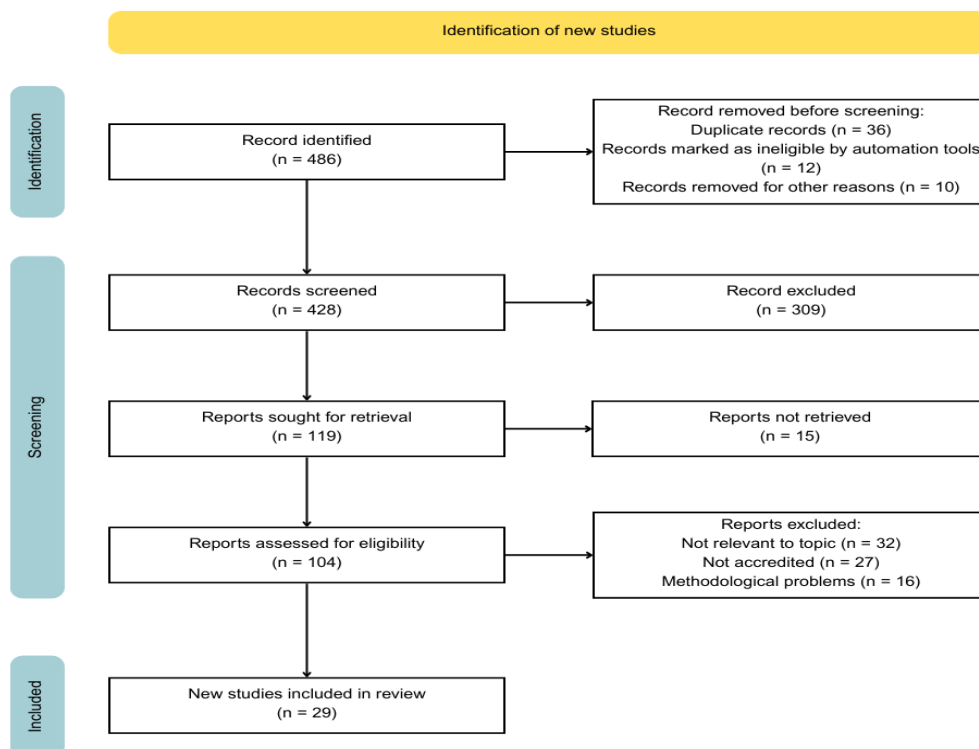 Identification of new studies
Identification
Record identified
(n = 486)
Record removed before screening:
Duplicate records (n = 36)
Records marked as ineligible by automation tools
(n = 12)
Records removed for other reasons (n = 10)
Screening
Records screened
(n = 428)
Record excluded
(n = 309)
Reports sought for retrieval
(n = 119)
Reports not retrieved
(n = 15)
Reports assessed for eligibility
(n = 104)
Reports excluded:
Not relevant to topic (n = 32)
Not accredited (n = 27)
Methodological problems (n = 16)
Included
New studies included in review
(n = 29)